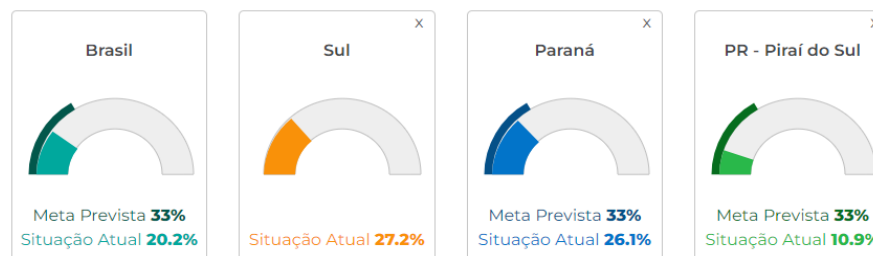 X
X
X
Brasil
Sul
Paraná
PR - Piraí do Sul
Meta Prevista 33%
Situação Atual 20.2%
Situação Atual 27.2%
Meta Prevista 33%
Situação Atual 26.1%
Meta Prevista 33%
Situação Atual 10.9%